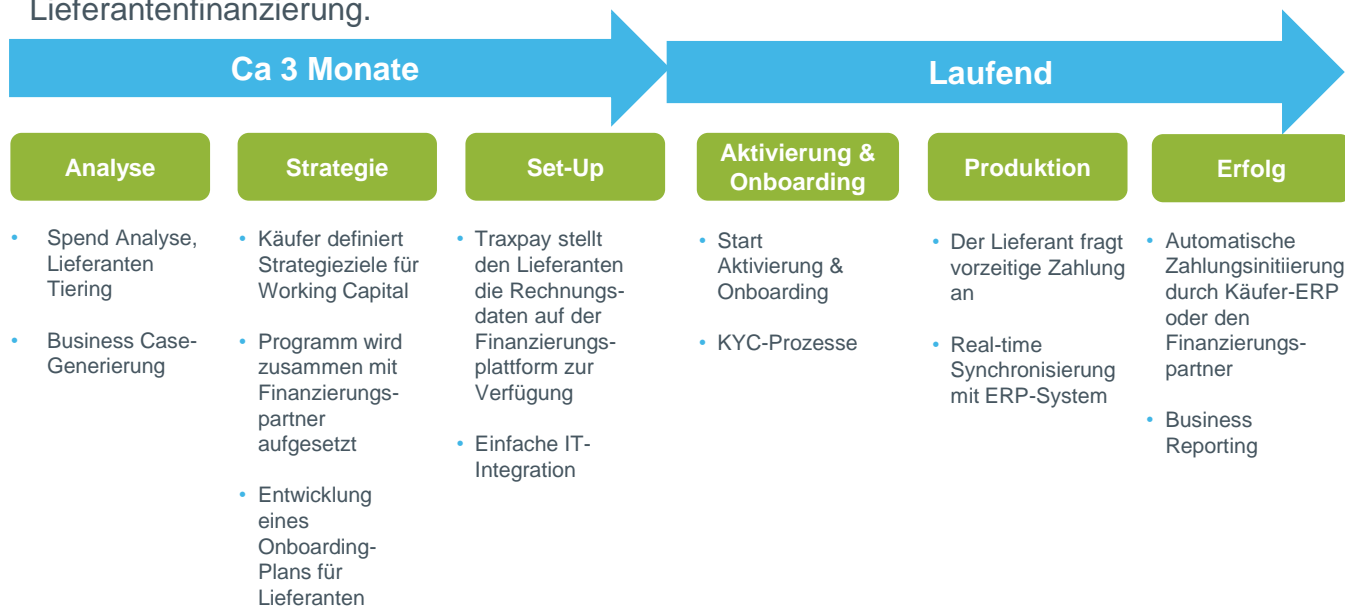 Lieferantenfinanzierung.
Ca 3 Monate
Laufend
Analyse
Strategie
Set-Up
Aktivierung &
Onboarding
Produktion
Erfolg
• Spend Analyse,
Lieferanten
Tiering
• Business Case-
Generierung
• Käufer definiert
Strategieziele für
Working Capital
• Programm wird
zusammen mit
Finanzierungs-
partner
aufgesetzt
• Entwicklung
eines
Onboarding-
Plans für
Lieferanten
• Traxpay stellt
den Lieferanten
die Rechnungs-
daten auf der
Finanzierungs-
plattform zur
Verfügung
• Einfache IT-
Integration
• Start
Aktivierung &
Onboarding
• KYC-Prozesse
• Der Lieferant fragt
vorzeitige Zahlung
an
• Real-time
Synchronisierung
mit ERP-System
• Automatische
Zahlungsinitiierung
durch Käufer-ERP
oder den
Finanzierungs-
partner
• Business
Reporting